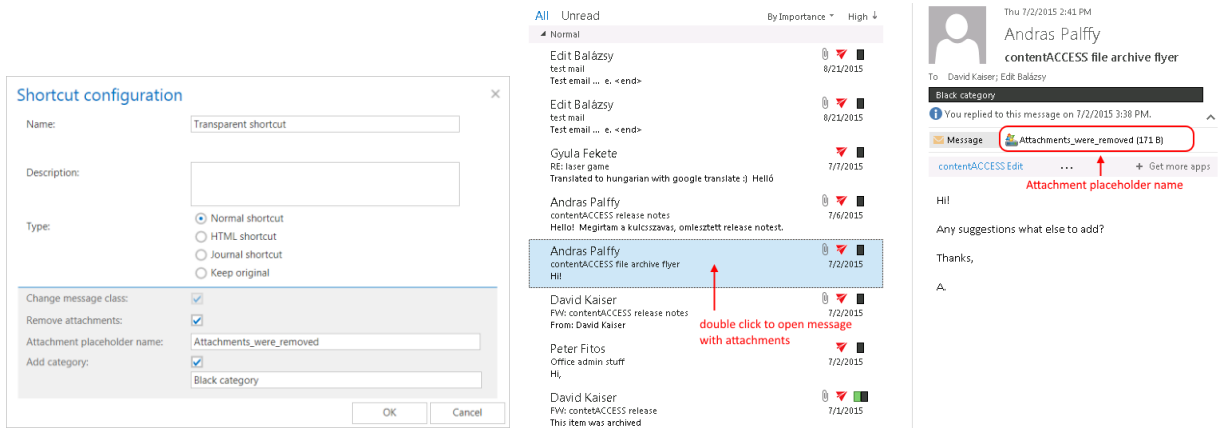 Shortcut configuration
Name:
Transparent shortcut
Description:
Type:
Normal shortcut
HTML shortcut
Journal shortcut
Keep original
Change message class:
Remove attachments:
Attachment placeholder name:
Attachments_were_removed
Add category:
Black category
OK
Cancel
All Unread By Importance High ↓
Normal
Edit Balázsy
test mail 8/21/2015
Test email ... e. <end>
Edit Balázsy
test mail 8/21/2015
Test email ... e. <end>
Gyula Fekete
RE: laser game 7/7/2015
Translated to hungarian with google translate :) Helló
Andras Palffy
contentACCESS release notes 7/6/2015
Hello! Megirtam a kulcsszavas, omlesztett release notest.
Andras Palffy
contentACCESS file archive flyer 7/2/2015
Hi!
David Kaiser
FW: contentACCESS release notes 7/2/2015
From: David Kaiser
double click to open message
with attachments
Peter Fitos
Office admin stuff 7/2/2015
Hi,
David Kaiser
FW: contetACCESS release 7/1/2015
This item was archived
Thu 7/2/2015 2:41 PM
Andras Palffy
contentACCESS file archive flyer
To David Kaiser; Edit Balázsy
Black category
You replied to this message on 7/2/2015 3:38 PM.
Message Attachments_were_removed (171 B)
contentACCESS Edit ... + Get more apps
Attachment placeholder name
Hi!
Any suggestions what else to add?
Thanks,
A.